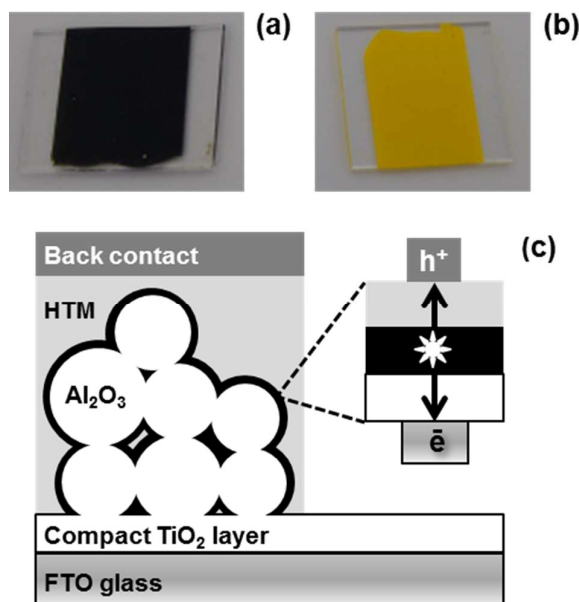 (a)
(b)
(c)
Back contact
HTM
Al₂O₃
h⁺
ē
Compact TiO₂ layer
FTO glass